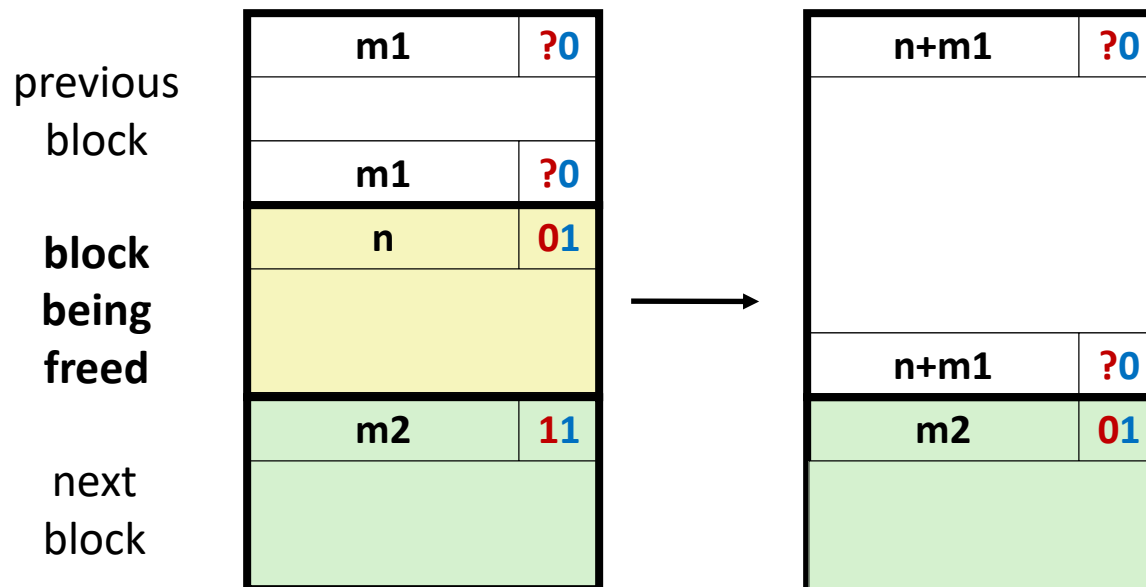 m1 ?0 n+m1 ?0
previous
block
m1 ?0
n 01
block
being
freed
n+m1 ?0
m2 11 m2 01
next
block